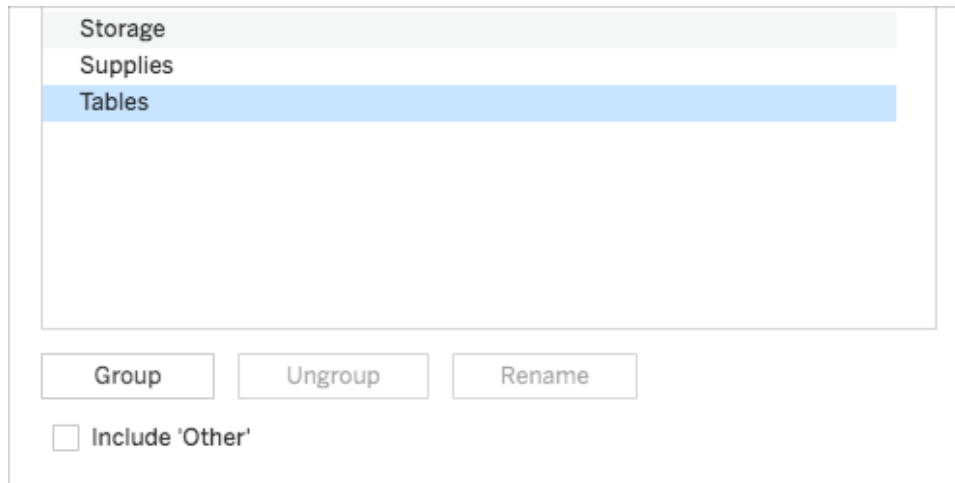 Storage
Supplies
Tables
Group Ungroup Rename
Include 'Other'